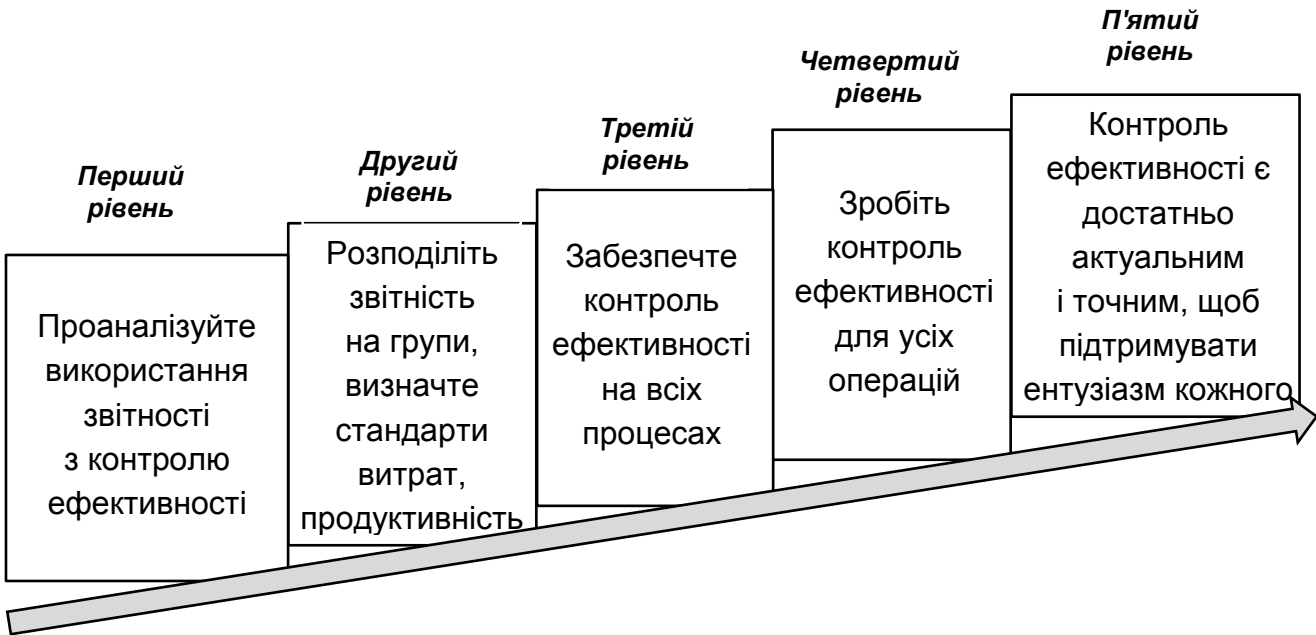 Перший
рівень
Проаналізуйте
використання
звітності
з контролю
ефективності
Другий
рівень
Розподіліть
звітність
на групи,
визначте
стандарти
витрат,
продуктивність
Третій
рівень
Забезпечте
контроль
ефективності
на всіх
процесах
Четвертий
рівень
Зробіть
контроль
ефективності
для усіх
операцій
П'ятий
рівень
Контроль
ефективності є
достатньо
актуальним
і точним, щоб
підтримувати
ентузіазм кожного